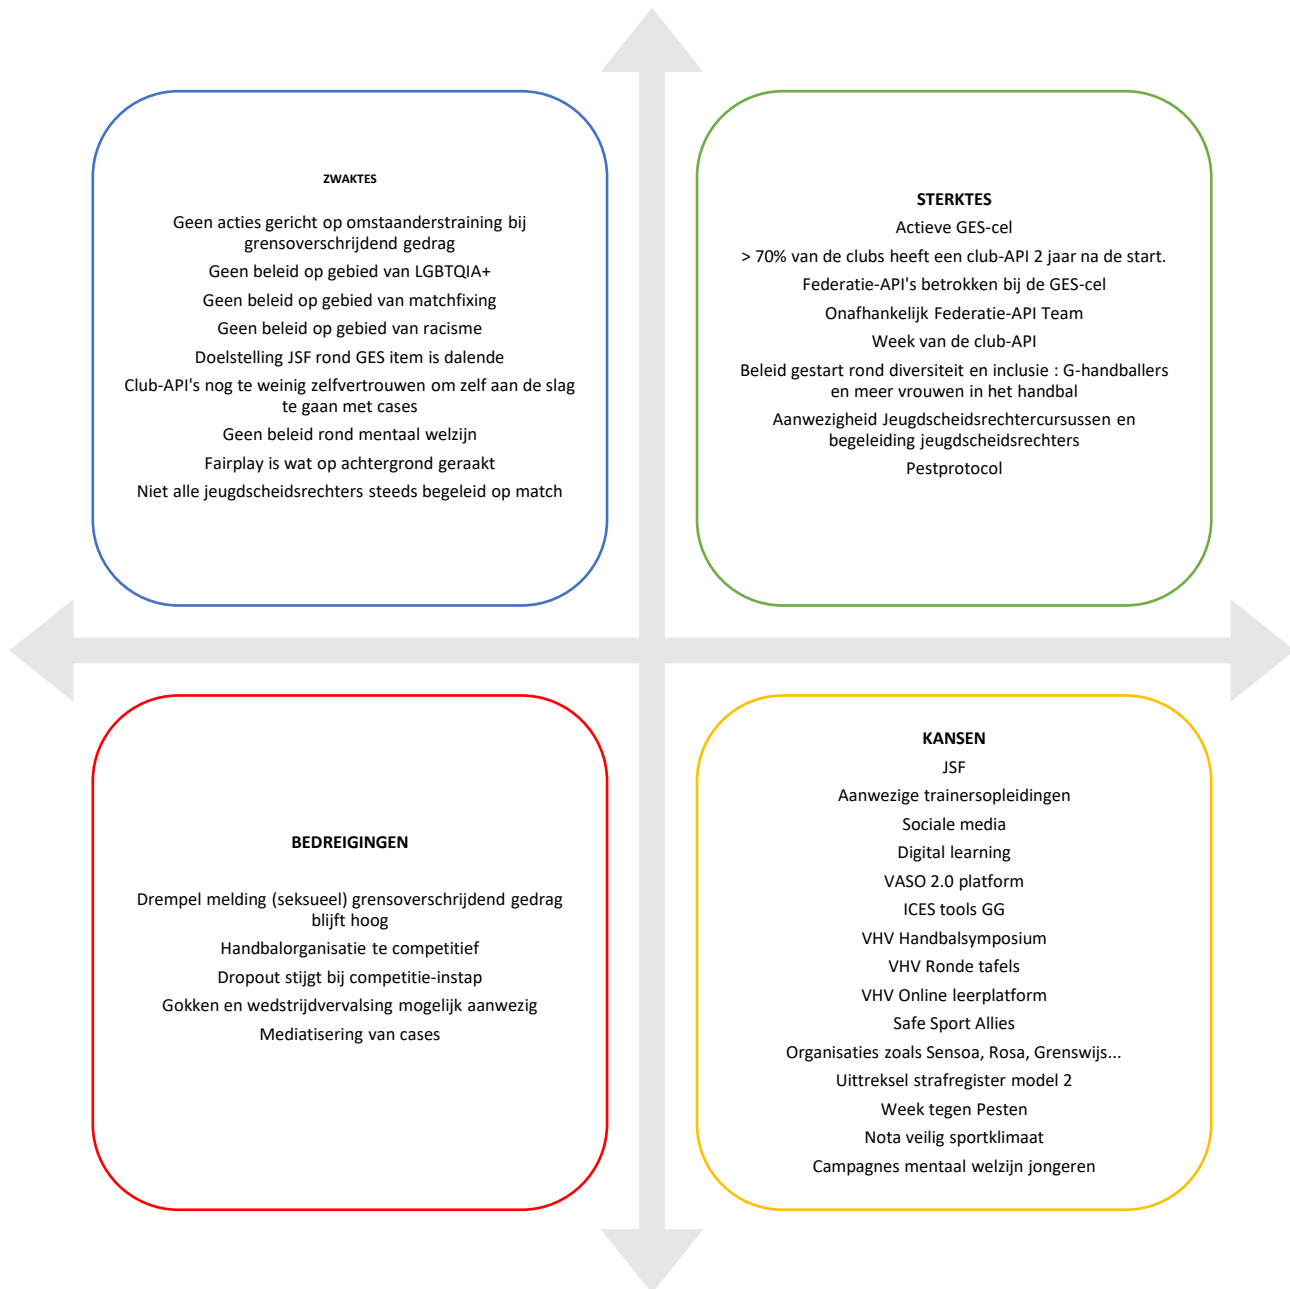 ZWAKTES
Geen acties gericht op omstaanderstraining bij
grensoverschrijdend gedrag
Geen beleid op gebied van LGBTQIA+
Geen beleid op gebied van matchfixing
Geen beleid op gebied van racisme
Doelstelling JSF rond GES item is dalende
Club-API's nog te weinig zelfvertrouwen om zelf aan de slag
te gaan met cases
Geen beleid rond mentaal welzijn
Fairplay is wat op achtergrond geraakt
Niet alle jeugdscheidsrechters steeds begeleid op match
STERKTES
Actieve GES-cel
> 70% van de clubs heeft een club-API 2 jaar na de start.
Federatie-API's betrokken bij de GES-cel
Onafhankelijk Federatie-API Team
Week van de club-API
Beleid gestart rond diversiteit en inclusie : G-handballers
en meer vrouwen in het handbal
Aanwezigheid Jeugdscheidsrechtercursussen en
begeleiding jeugdscheidsrechters
Pestprotocol
BEDREIGINGEN
Drempel melding (seksueel) grensoverschrijdend gedrag
blijft hoog
Handbalorganisatie te competitief
Dropout stijgt bij competitie-instap
Gokken en wedstrijdvervalsing mogelijk aanwezig
Mediatisering van cases
KANSEN
JSF
Aanwezige trainersopleidingen
Sociale media
Digital learning
VASO 2.0 platform
ICES tools GG
VHV Handbalsymposium
VHV Ronde tafels
VHV Online leerplatform
Safe Sport Allies
Organisaties zoals Sensoa, Rosa, Grenswijs...
Uittreksel strafregister model 2
Week tegen Pesten
Nota veilig sportklimaat
Campagnes mentaal welzijn jongeren